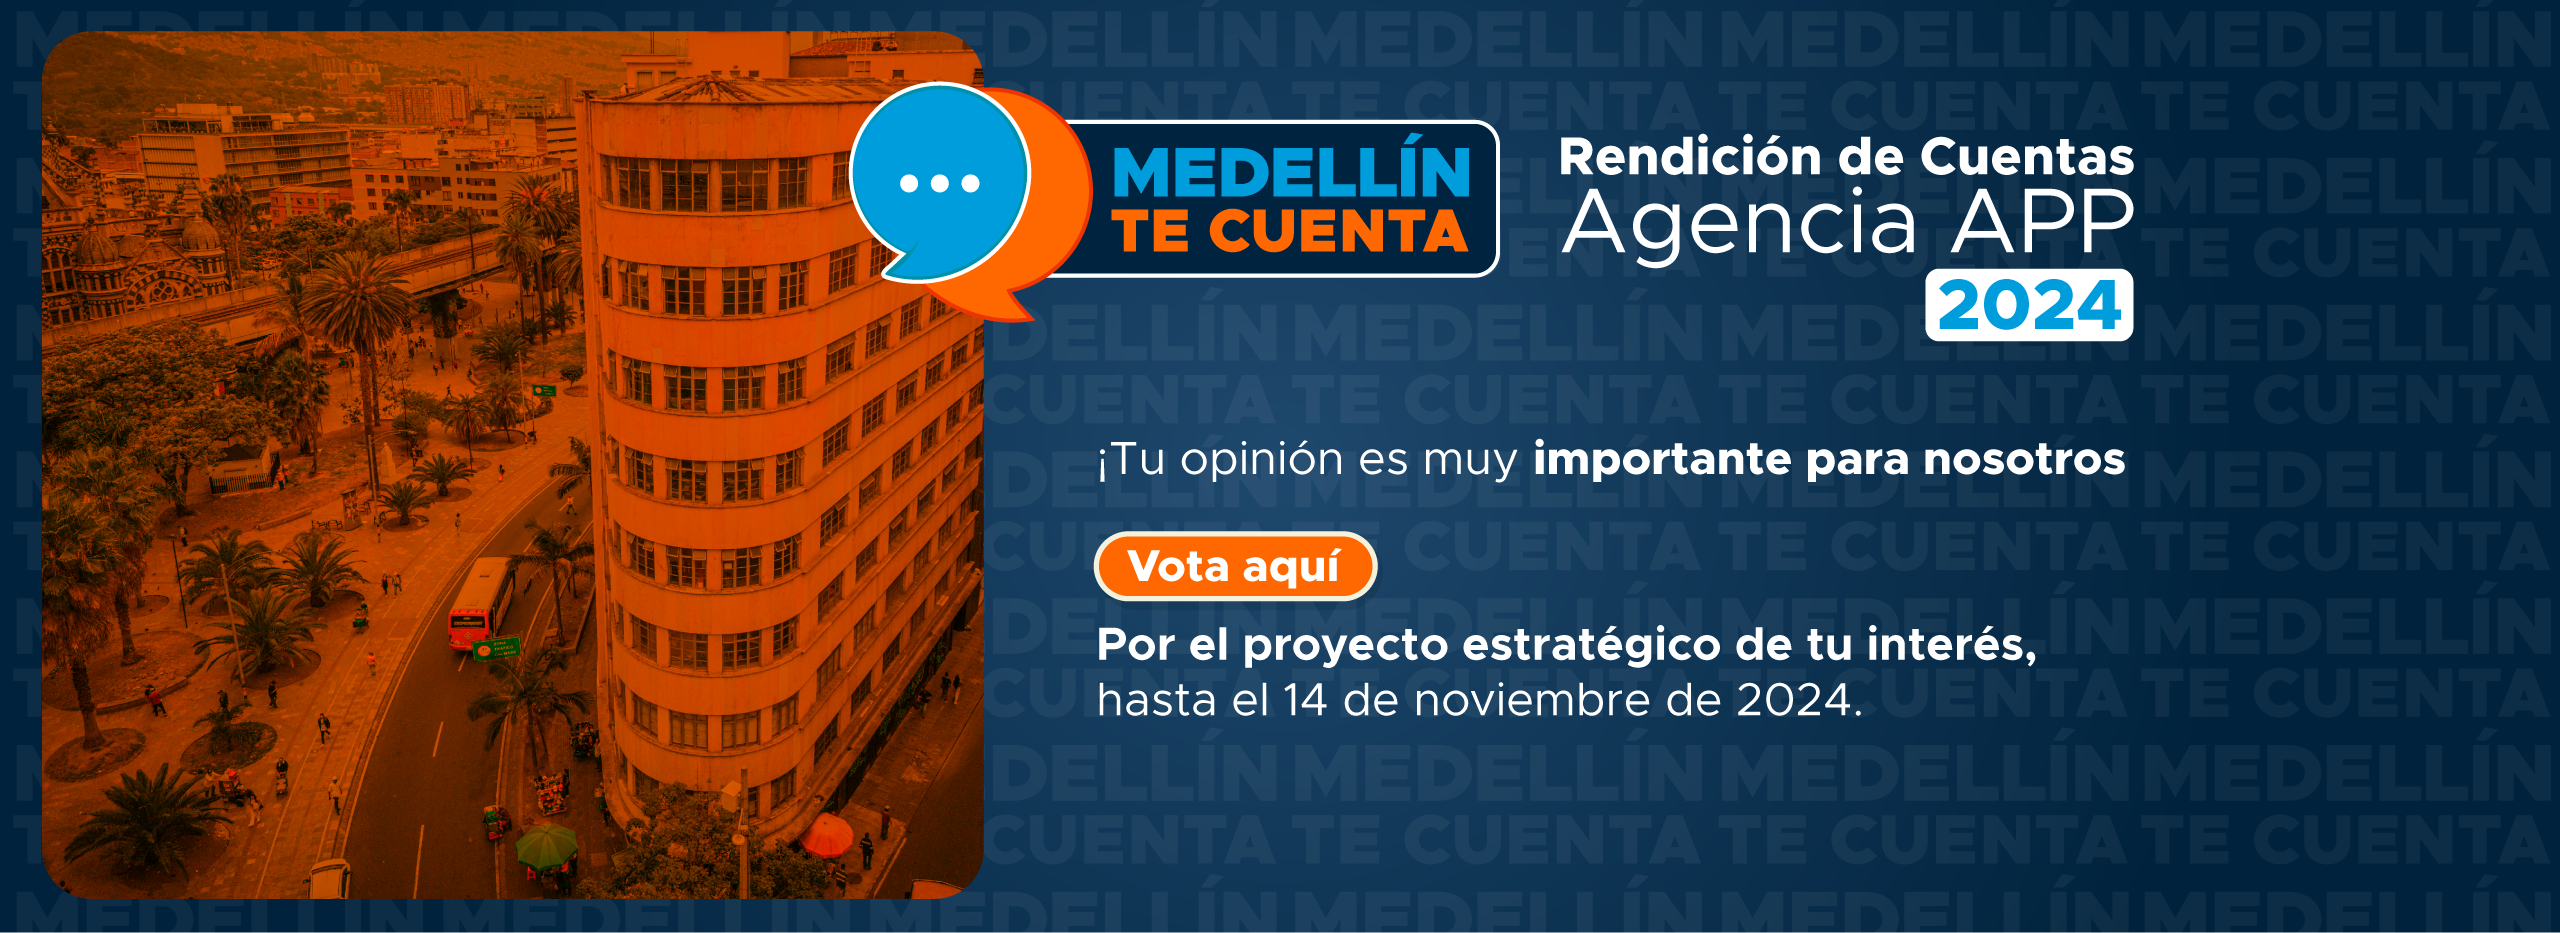 MEDELLÍN
TE CUENTA
Rendición de Cuentas
Agencia APP
2024
¡Tu opinión es muy importante para nosotros
Vota aquí
Por el proyecto estratégico de tu interés,
hasta el 14 de noviembre de 2024.